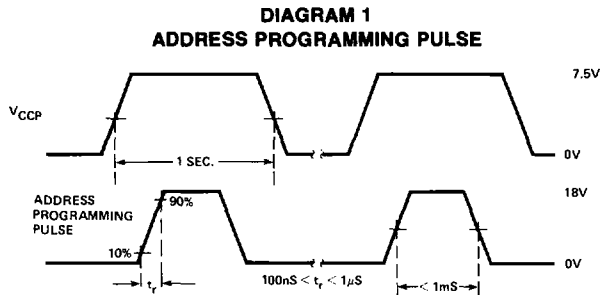 DIAGRAM 1
ADDRESS PROGRAMMING PULSE
7.5V
VCCP
1 SEC.
0V
18V
ADDRESS
PROGRAMMING
PULSE
90%
10%
0V
tr
100nS < tr < 1μS
< 1mS